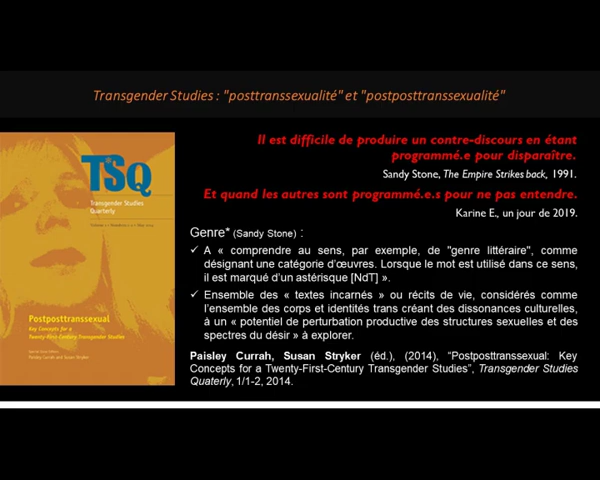 Transgender Studies : "posttranssexualité" et "postposttranssexualité"
TSQ
Transgender Studies
Quarterly
Postposttranssexual
Key Concepts for a
Twenty-First-Century Transgender Studies
Paisley Currah and Susan Stryker
Il est difficile de produire un contre-discours en étant
programmé.e pour disparaître.
Sandy Stone, The Empire Strikes back, 1991.
Et quand les autres sont programmé.e.s pour ne pas entendre.
Karine E., un jour de 2019.
Genre* (Sandy Stone) :
✓ A « comprendre au sens, par exemple, de "genre littéraire", comme
désignant une catégorie d'œuvres. Lorsque le mot est utilisé dans ce sens,
il est marqué d'un astérisque [NdT] ».
✓ Ensemble des « textes incarnés » ou récits de vie, considérés comme
l'ensemble des corps et identités trans créant des dissonances culturelles,
à un « potentiel de perturbation productive des structures sexuelles et des
spectres du désir » à explorer.
Paisley Currah, Susan Stryker (éd.), (2014), "Postposttranssexual: Key
Concepts for a Twenty-First-Century Transgender Studies", Transgender Studies
Quaterly, 1/1-2, 2014.